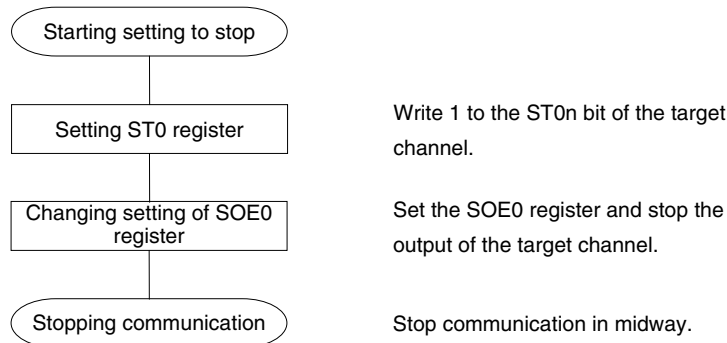 Starting setting to stop
Setting ST0 register
Write 1 to the ST0n bit of the target
channel.
Changing setting of SOE0
register
Set the SOE0 register and stop the
output of the target channel.
Stopping communication
Stop communication in midway.